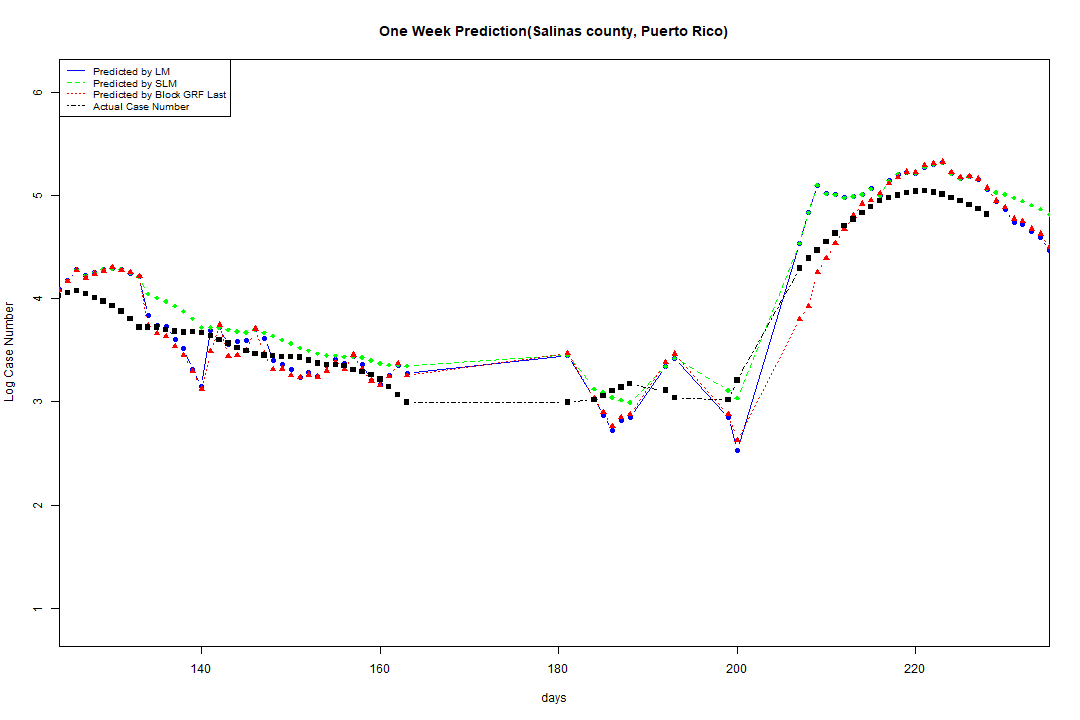 One Week Prediction(Salinas county, Puerto Rico)
Predicted by LM
Predicted by SLM
Predicted by Block GRF Last
Actual Case Number
6
5
4
3
2
1
Log Case Number
140 160 180 200 220
days